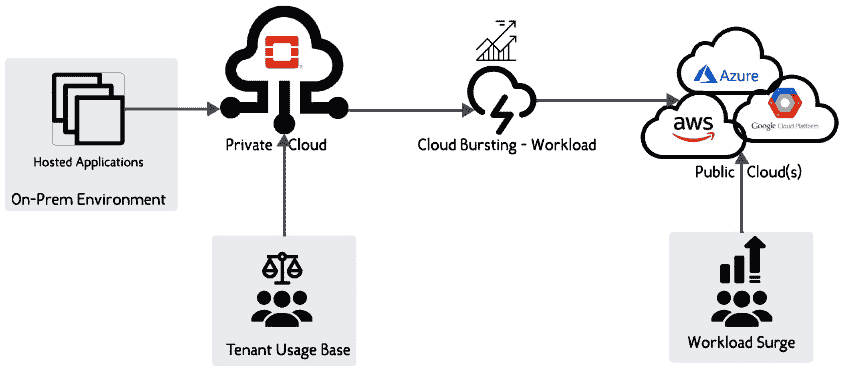 Hosted Applications
On-Prem Environment
Private Cloud
Cloud Bursting - Workload
Azure
aws
Google Cloud Platform
Public Cloud(s)
Tenant Usage Base
Workload Surge